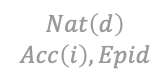 Nat(d)
Acc(i), Epid